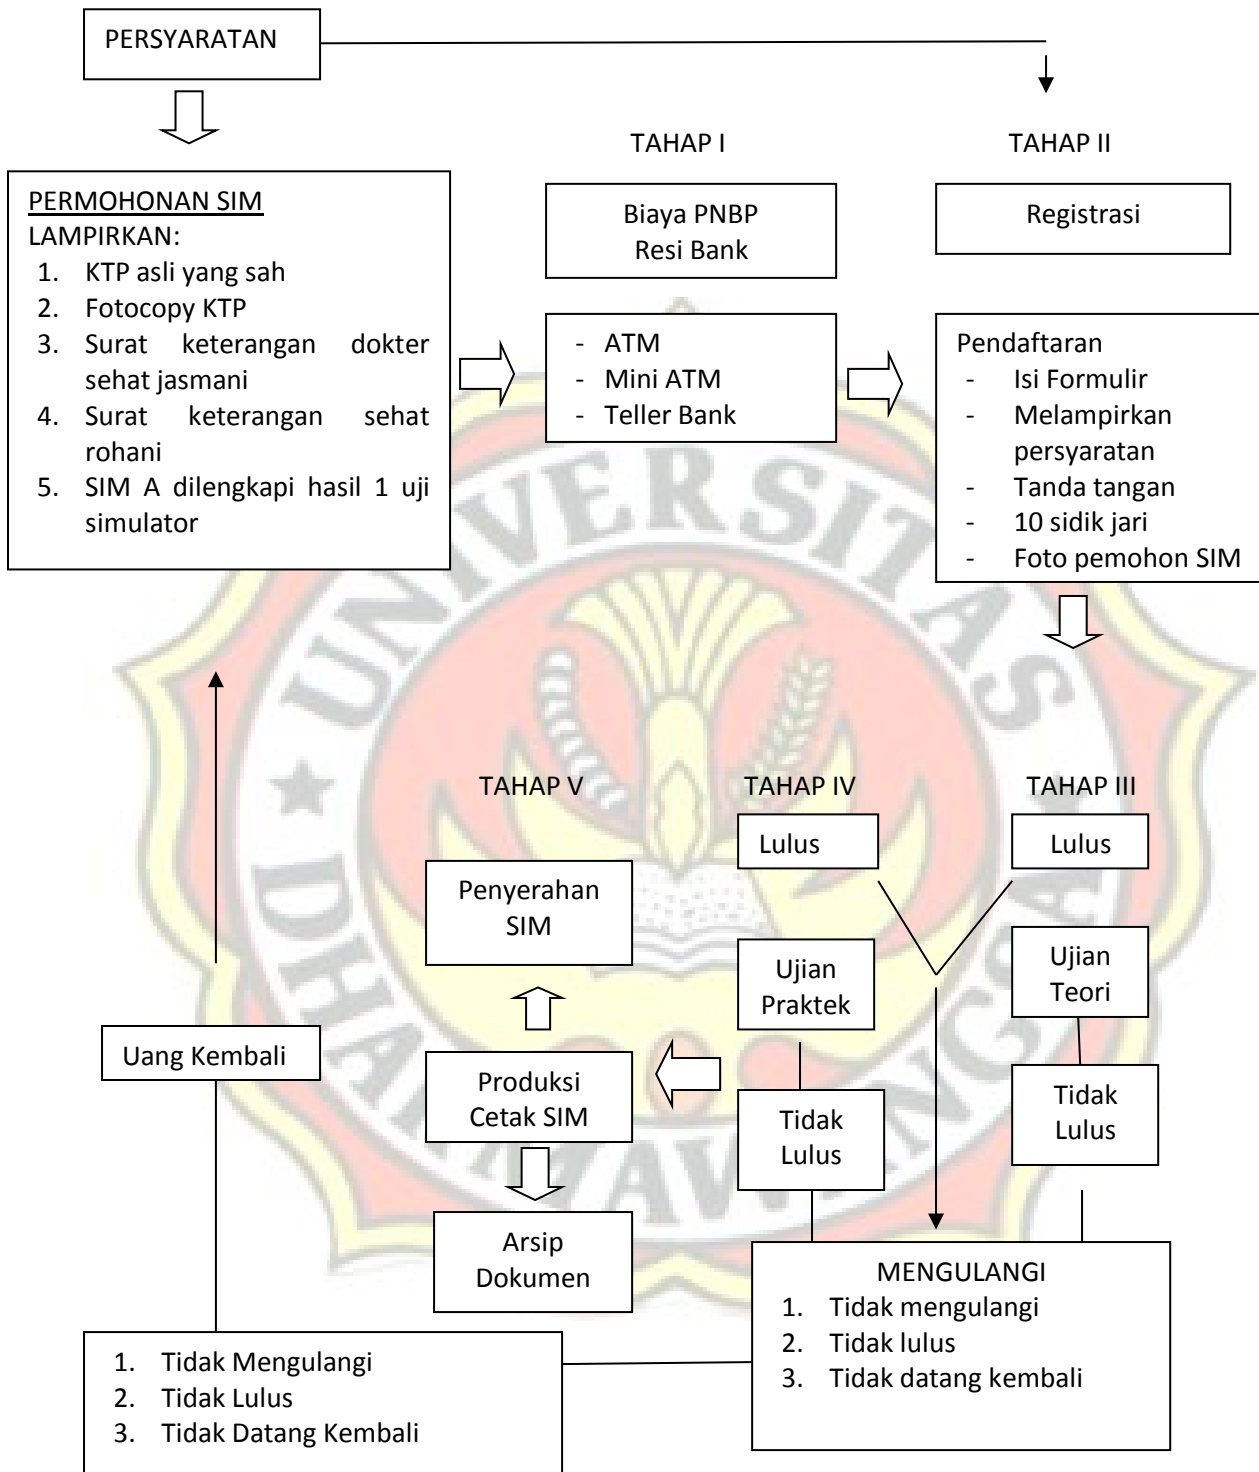 PERSYARATAN
TAHAP I
TAHAP II
PERMOHONAN SIM
LAMPIRKAN:
1. KTP asli yang sah
2. Fotocopy KTP
3. Surat keterangan dokter
sehat jasmani
4. Surat keterangan sehat
rohani
5. SIM A dilengkapi hasil 1 uji
simulator
Biaya PNBP
Resi Bank
- ATM
- Mini ATM
- Teller Bank
Registrasi
Pendaftaran
- Isi Formulir
- Melampirkan
persyaratan
- Tanda tangan
- 10 sidik jari
- Foto pemohon SIM
UNIVERSITAS
DHARMAWANGSA
TAHAP V
TAHAP IV
TAHAP III
Lulus
Lulus
Penyerahan
SIM
Ujian
Praktek
Ujian
Teori
Uang Kembali
Produksi
Cetak SIM
Tidak
Lulus
Tidak
Lulus
Arsip
Dokumen
MENGULANGI
1. Tidak mengulangi
2. Tidak lulus
3. Tidak datang kembali
1. Tidak Mengulangi
2. Tidak Lulus
3. Tidak Datang Kembali